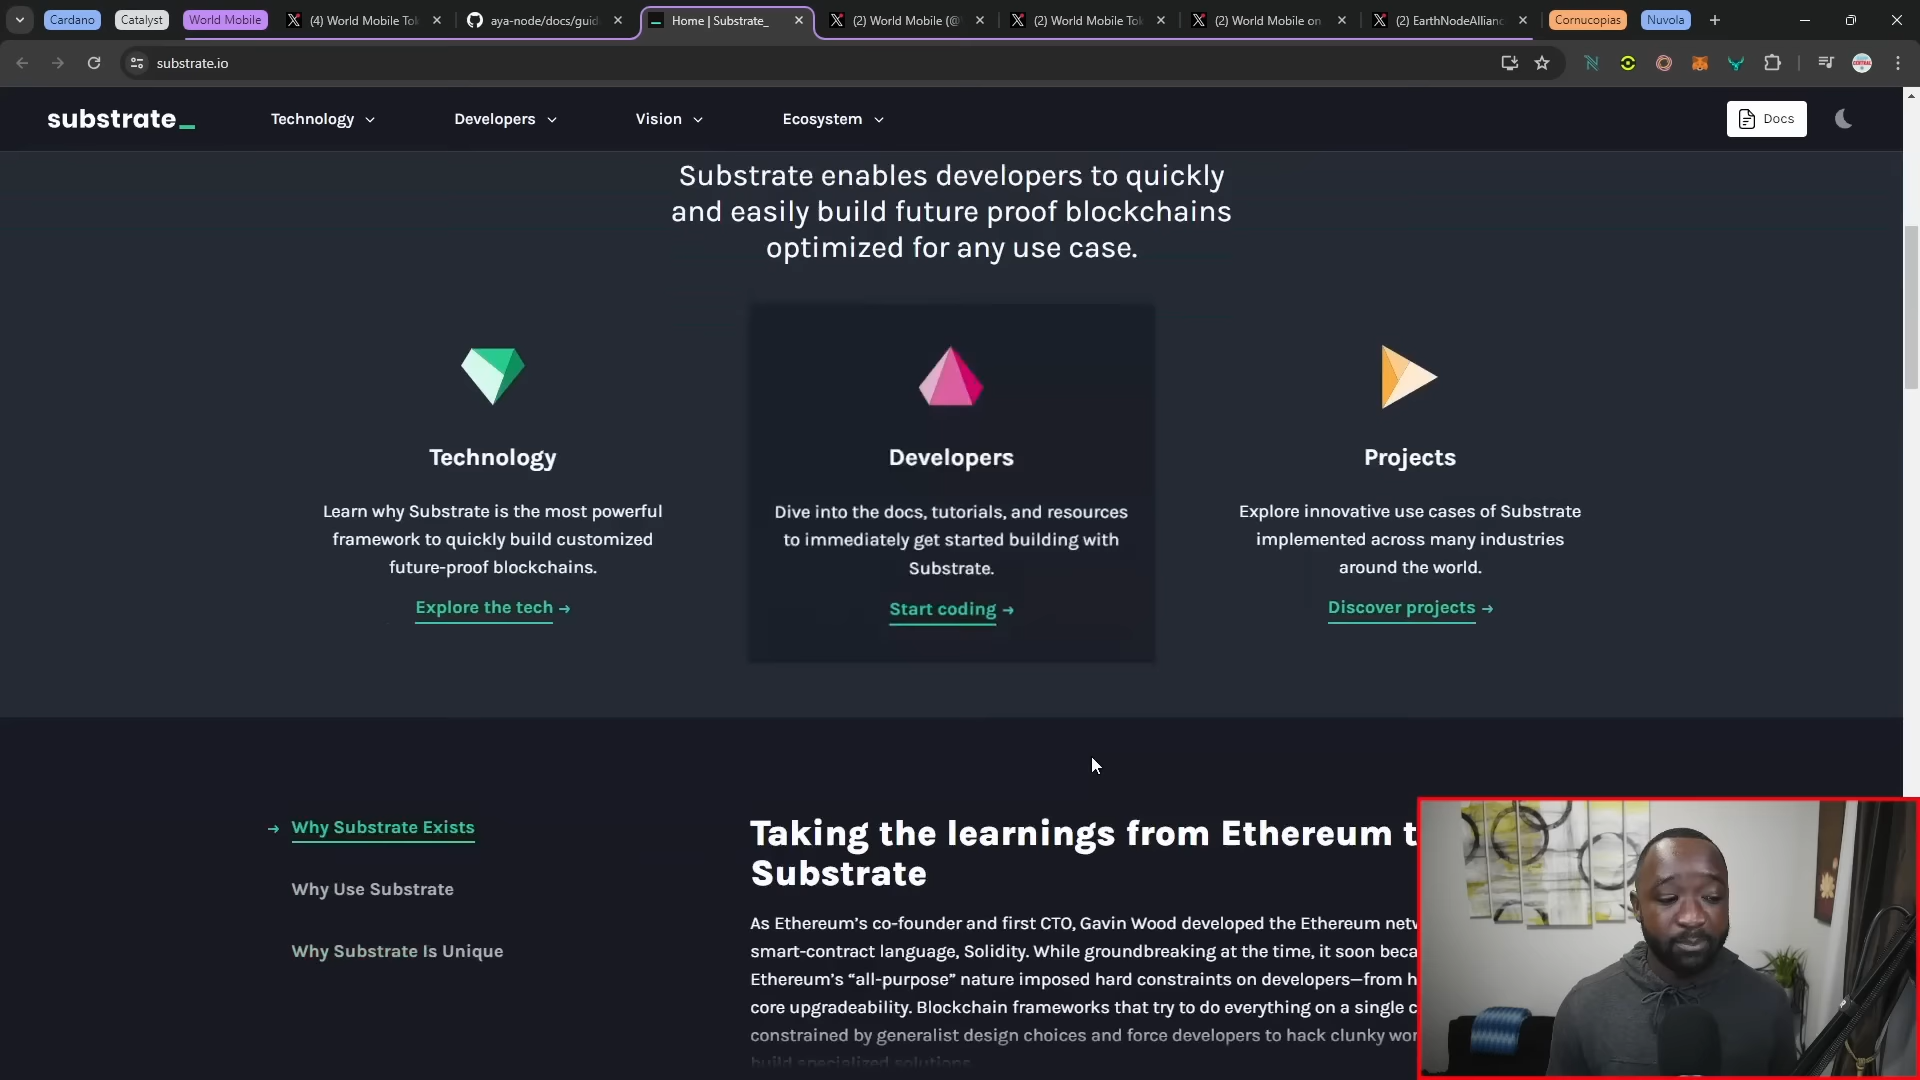 Cardano
Catalyst
World Mobile
(4) World Mobile Tok
aya-node/docs/guid
Home | Substrate_
(2) World Mobile (@
(2) World Mobile Tok
(2) World Mobile on
(2) EarthNodeAllianc
Cornucopias
Nuvola
substrate.io
substrate_
Technology
Developers
Vision
Ecosystem
Docs
Substrate enables developers to quickly
and easily build future proof blockchains
optimized for any use case.
Technology
Learn why Substrate is the most powerful
framework to quickly build customized
future-proof blockchains.
Explore the tech →
Developers
Dive into the docs, tutorials, and resources
to immediately get started building with
Substrate.
Start coding →
Projects
Explore innovative use cases of Substrate
implemented across many industries
around the world.
Discover projects →
→ Why Substrate Exists
Why Use Substrate
Why Substrate Is Unique
Taking the learnings from Ethereum t
Substrate
As Ethereum’s co-founder and first CTO, Gavin Wood developed the Ethereum netw
smart-contract language, Solidity. While groundbreaking at the time, it soon beca
Ethereum’s “all-purpose” nature imposed hard constraints on developers—from h
core upgradeability. Blockchain frameworks that try to do everything on a single c
constrained by generalist design choices and force developers to hack clunky wor
build specialized solutions.